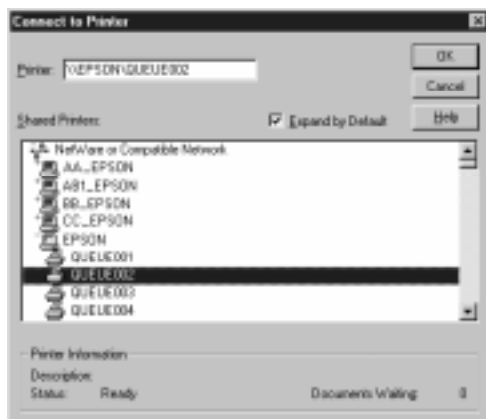 Connect to Printer
Printer: \\EPSON\QUEUE002
OK
Cancel
Help
Shared Printers:
Expand by Default
NetWare or Compatible Network
AA_EPSON
AB1_EPSON
BB_EPSON
CC_EPSON
EPSON
QUEUE001
QUEUE002
QUEUE003
QUEUE004
Printer Information
Description:
Status: Ready Documents Waiting: 0